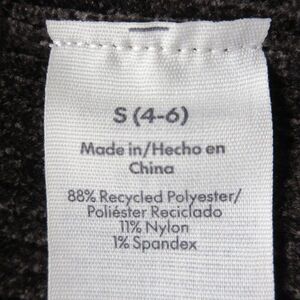 S (4-6)
Made in/Hecho en
China
88% Recycled Polyester/
Poliéster Reciclado
11% Nylon
1% Spandex